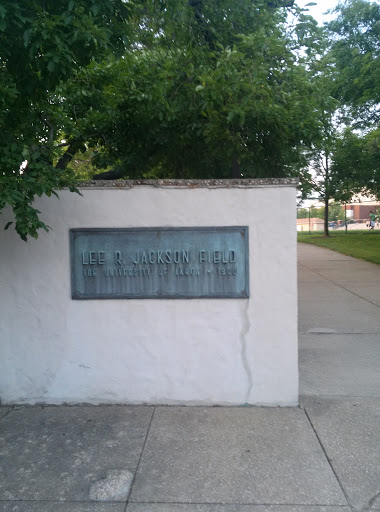 LEE R. JACKSON FIELD
THE UNIVERSITY OF AKRON